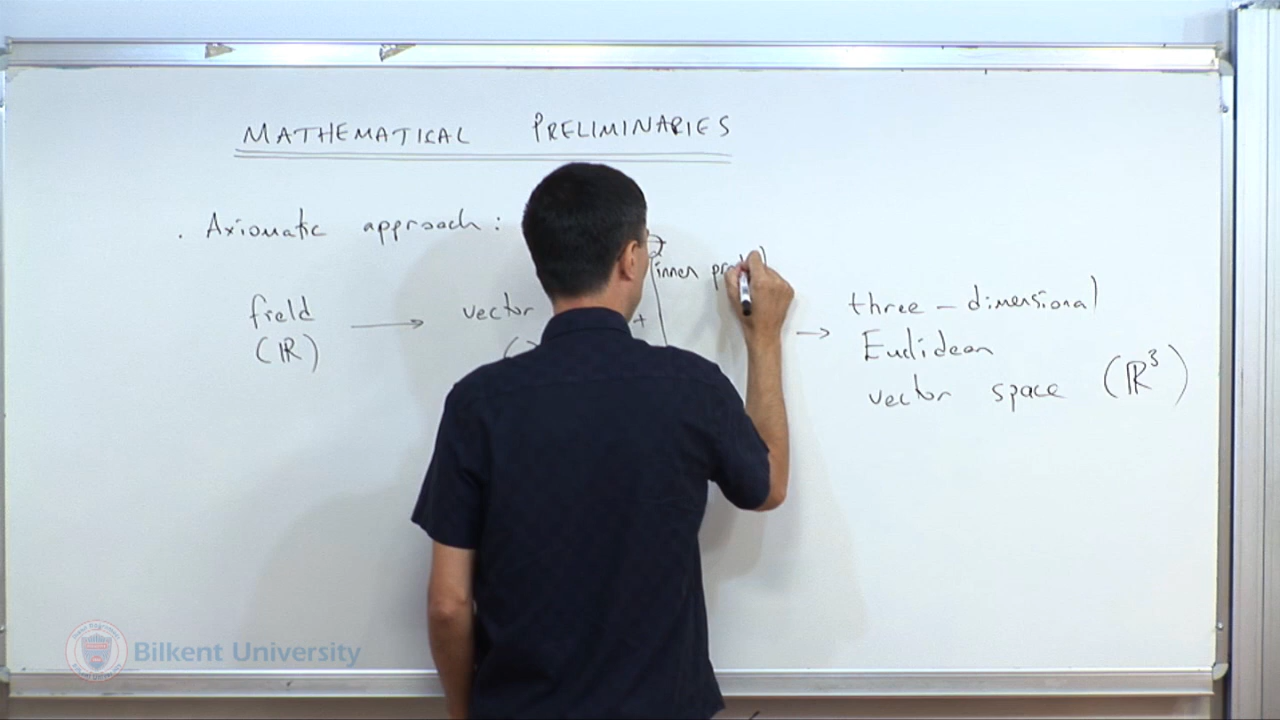 MATHEMATICAL PRELIMINARIES
. Axiomatic approach :
inner
field → vector + → three-dimensional
(ℝ) Euclidean
vector space (ℝ³)
Bilkent University